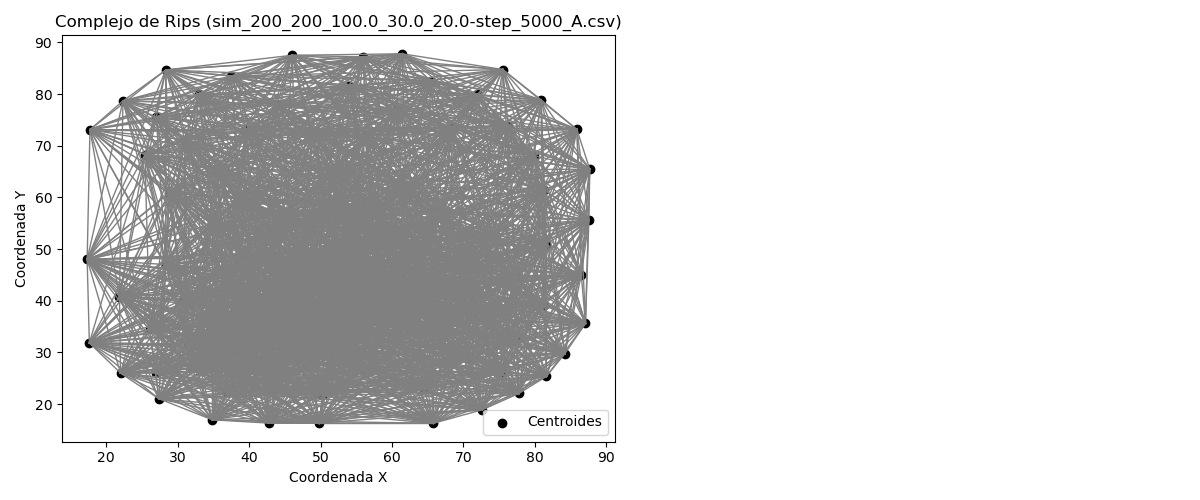 Complejo de Rips (sim_200_200_100.0_30.0_20.0-step_5000_A.csv)
90
80
70
60
50
40
30
20
Coordenada Y
Centroides
20 30 40 50 60 70 80 90
Coordenada X